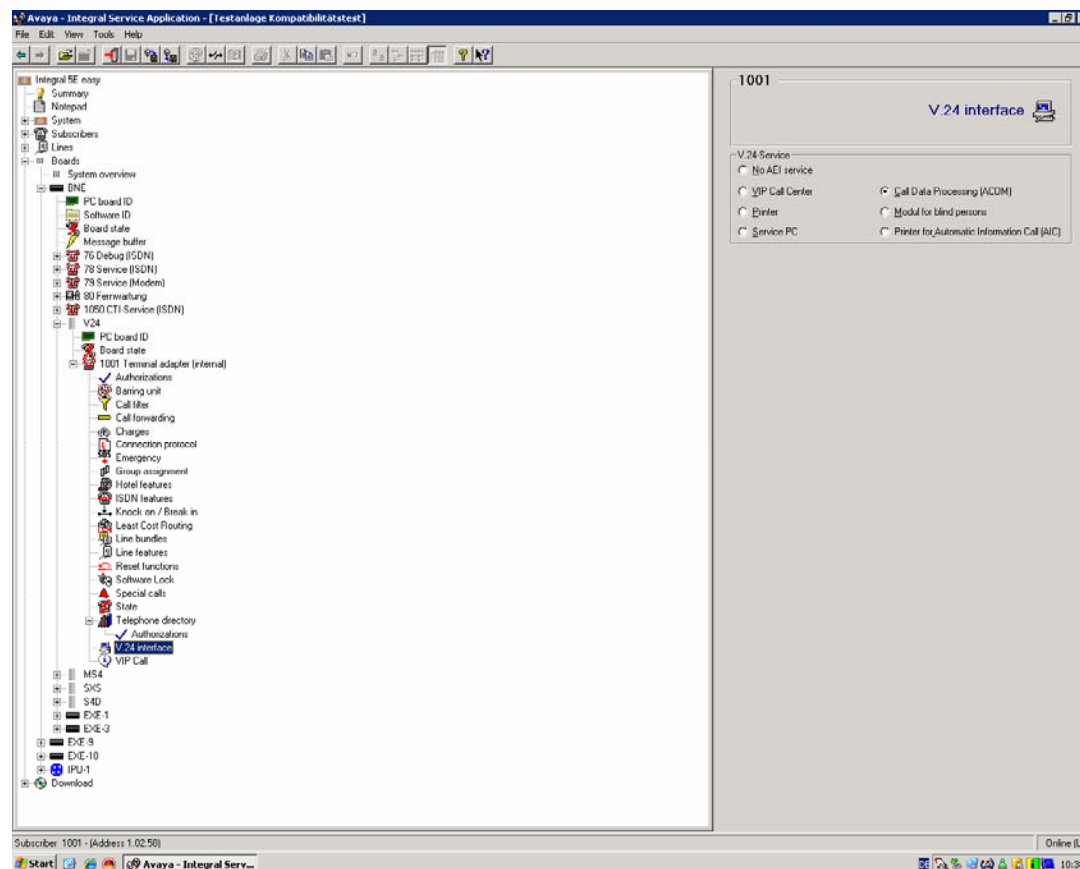 Avaya - Integral Service Application - [Testanlage Kompatibilitätstest]
File Edit View Tools Help
Integral 5E easy
Summary
Notepad
System
Subscribers
Lines
Boards
System overview
BNE
PC board ID
Software ID
Board state
Message buffer
76 Debug (ISDN)
78 Service (ISDN)
79 Service (Modem)
80 Fernwartung
1050 CTI-Service (ISDN)
V24
PC board ID
Board state
1001 Terminal adapter (internal)
Authorizations
Barring unit
Call filter
Call forwarding
Charges
Connection protocol
Emergency
Group assignment
Hotel features
ISDN features
Knock on / Break in
Least Cost Routing
Line bundles
Line features
Reset functions
Software Lock
Special calls
State
Telephone directory
Authorizations
V.24 interface
VIP Call
MS4
SXS
S4D
EXE-1
EXE-3
EXE-9
EXE-10
IPU-1
Download
1001
V.24 interface
V.24 Service
No AEI service
VIP Call Center
Call Data Processing (ACOM)
Printer
Modul for blind persons
Service PC
Printer for Automatic Information Call (AIC)
Subscriber 1001 - (Address 1.02.50)
Online (L
Start
Avaya - Integral Serv...
DE
10:3